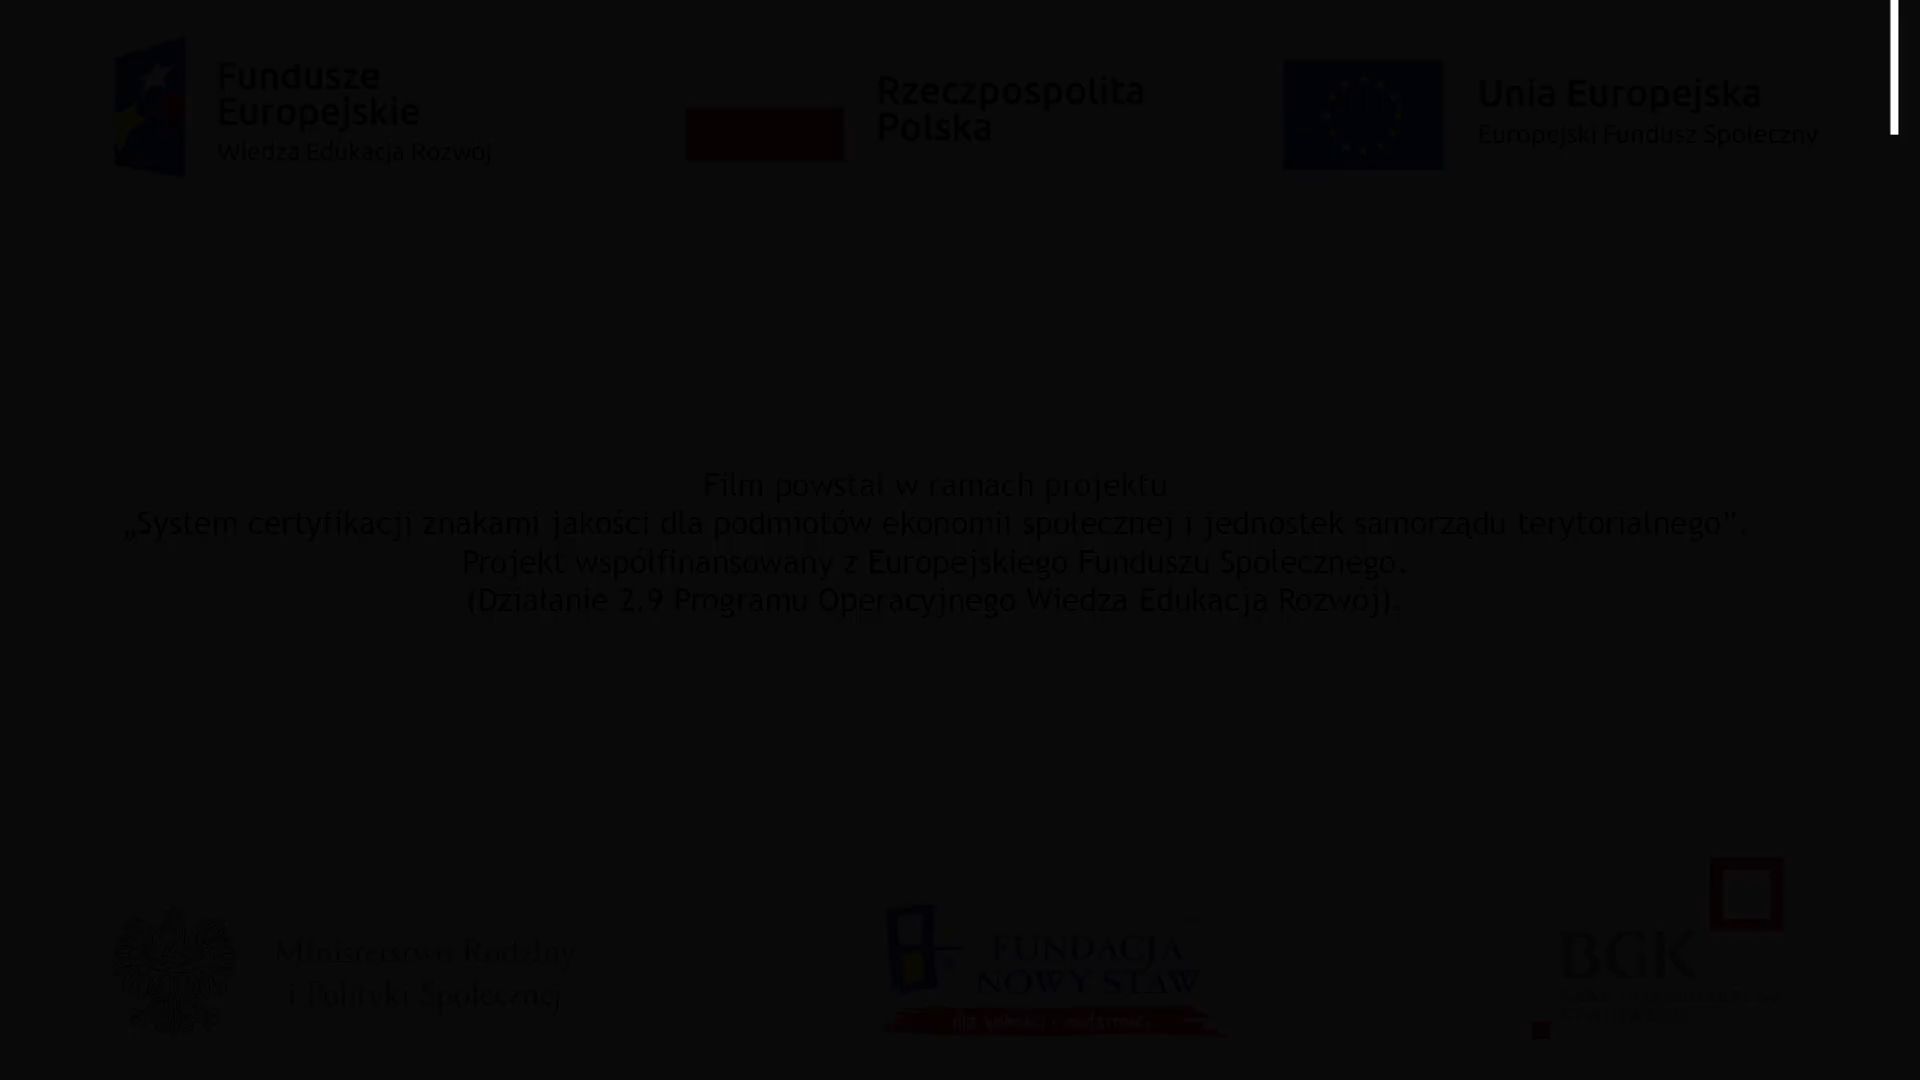 Fundusze
Europejskie
Wiedza Edukacja Rozwój
Rzeczpospolita
Polska
Unia Europejska
Europejski Fundusz Społeczny
Film powstał w ramach projektu
„System certyfikacji znakami jakości dla podmiotów ekonomii społecznej i jednostek samorządu terytorialnego”.
Projekt współfinansowany z Europejskiego Funduszu Społecznego.
(Działanie 2.9 Programu Operacyjnego Wiedza Edukacja Rozwój).
Ministerstwo Rodziny
i Polityki Społecznej
FUNDACJA
NOWY STAW
BGK